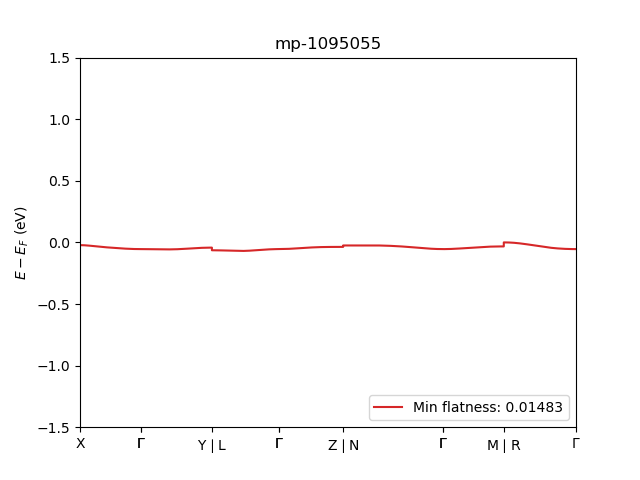 mp-1095055
1.5
1.0
0.5
0.0
−0.5
−1.0
−1.5
E − E_F (eV)
Min flatness: 0.01483
X Γ Y | L Γ Z | N Γ M | R Γ